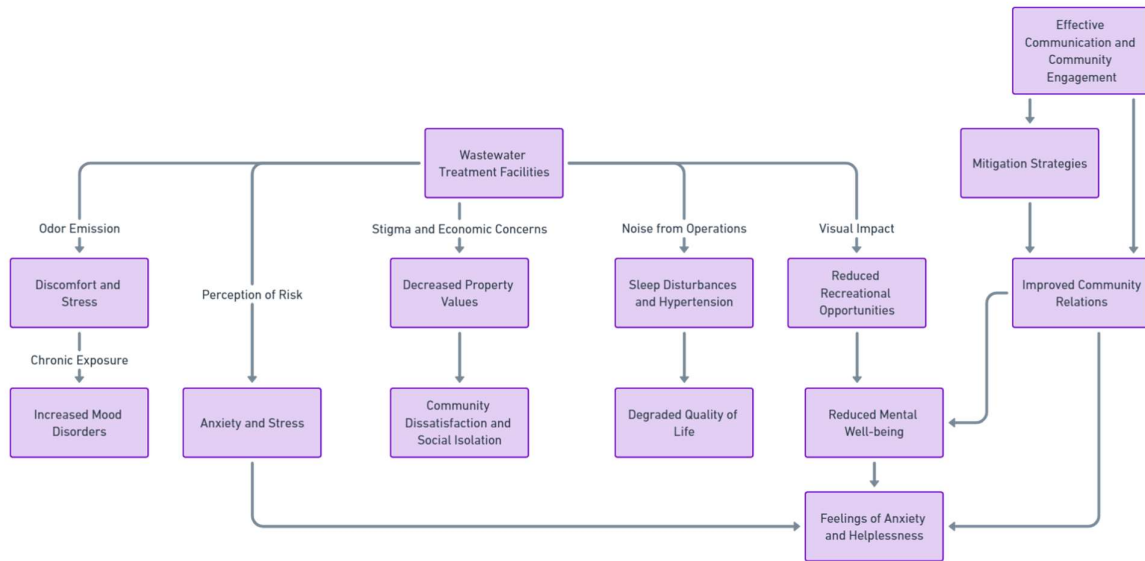 Effective
Communication and
Community
Engagement
Wastewater
Treatment Facilities
Mitigation Strategies
Odor Emission
Stigma and Economic Concerns
Noise from Operations
Visual Impact
Discomfort and
Stress
Perception of Risk
Decreased Property
Values
Sleep Disturbances
and Hypertension
Reduced
Recreational
Opportunities
Improved Community
Relations
Chronic Exposure
Increased Mood
Disorders
Anxiety and Stress
Community
Dissatisfaction and
Social Isolation
Degraded Quality of
Life
Reduced Mental
Well-being
Feelings of Anxiety
and Helplessness